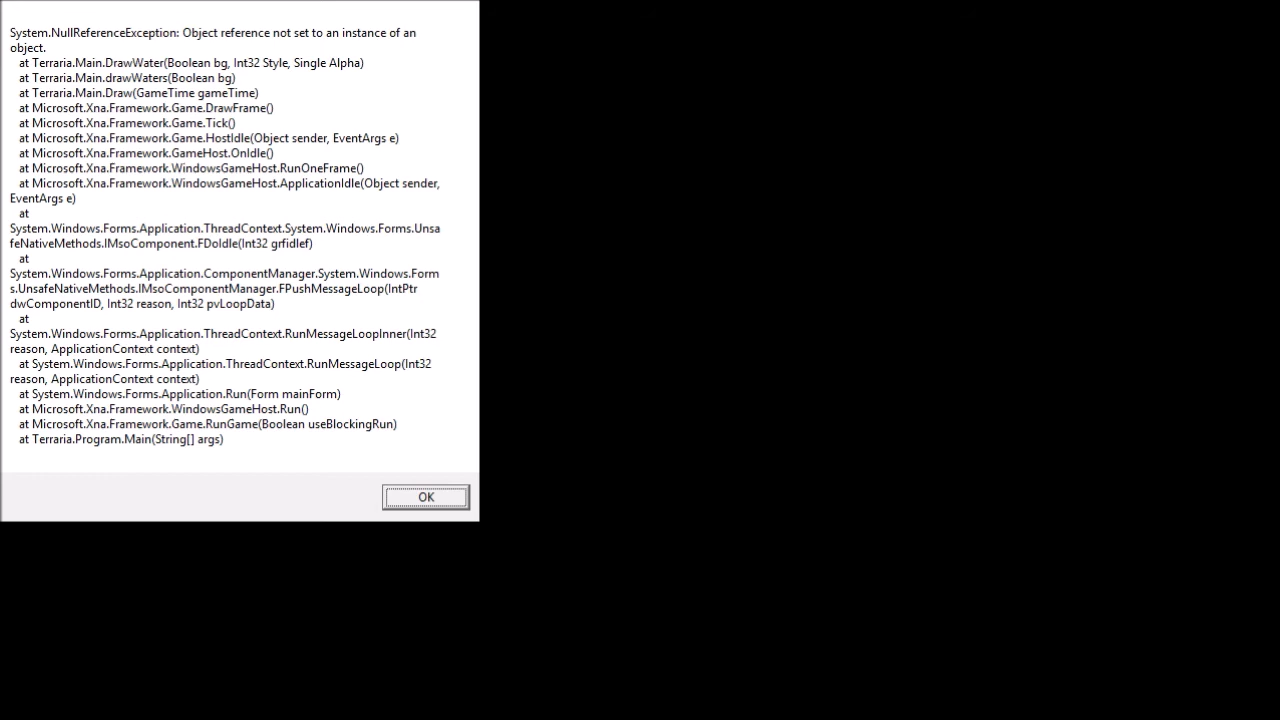 System.NullReferenceException: Object reference not set to an instance of an
object.
at Terraria.Main.DrawWater(Boolean bg, Int32 Style, Single Alpha)
at Terraria.Main.drawWaters(Boolean bg)
at Terraria.Main.Draw(GameTime gameTime)
at Microsoft.Xna.Framework.Game.DrawFrame()
at Microsoft.Xna.Framework.Game.Tick()
at Microsoft.Xna.Framework.Game.HostIdle(Object sender, EventArgs e)
at Microsoft.Xna.Framework.GameHost.OnIdle()
at Microsoft.Xna.Framework.WindowsGameHost.RunOneFrame()
at Microsoft.Xna.Framework.WindowsGameHost.ApplicationIdle(Object sender,
EventArgs e)
at
System.Windows.Forms.Application.ThreadContext.System.Windows.Forms.Unsa
feNativeMethods.IMsoComponent.FDoIdle(Int32 grfidlef)
at
System.Windows.Forms.Application.ComponentManager.System.Windows.Form
s.UnsafeNativeMethods.IMsoComponentManager.FPushMessageLoop(IntPtr
dwComponentID, Int32 reason, Int32 pvLoopData)
at
System.Windows.Forms.Application.ThreadContext.RunMessageLoopInner(Int32
reason, ApplicationContext context)
at System.Windows.Forms.Application.ThreadContext.RunMessageLoop(Int32
reason, ApplicationContext context)
at System.Windows.Forms.Application.Run(Form mainForm)
at Microsoft.Xna.Framework.WindowsGameHost.Run()
at Microsoft.Xna.Framework.Game.RunGame(Boolean useBlockingRun)
at Terraria.Program.Main(String[] args)
OK